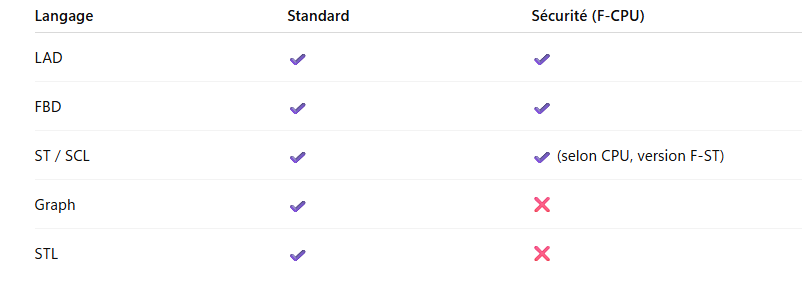 Langage Standard Sécurité (F-CPU)
LAD ✔ ✔
FBD ✔ ✔
ST / SCL ✔ ✔ (selon CPU, version F-ST)
Graph ✔ ❌
STL ✔ ❌